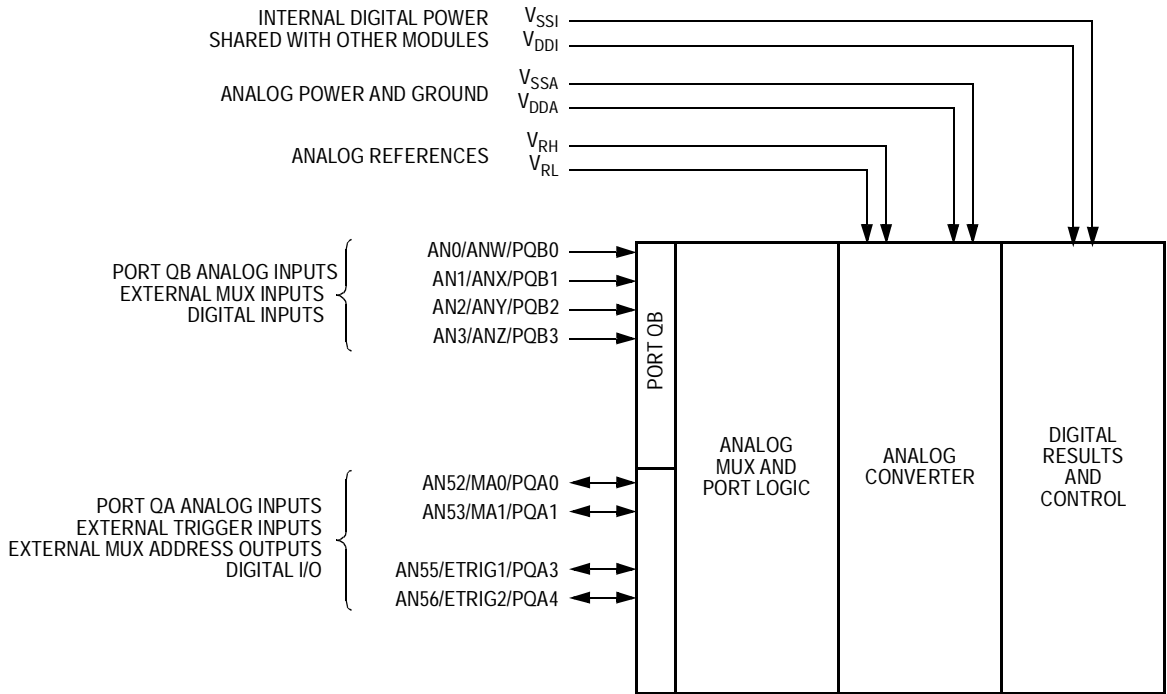 INTERNAL DIGITAL POWER
SHARED WITH OTHER MODULES
VSSI
VDDI
ANALOG POWER AND GROUND
VSSA
VDDA
ANALOG REFERENCES
VRH
VRL
PORT QB ANALOG INPUTS
EXTERNAL MUX INPUTS
DIGITAL INPUTS
AN0/ANW/PQB0
AN1/ANX/PQB1
AN2/ANY/PQB2
AN3/ANZ/PQB3
PORT QB
PORT QA ANALOG INPUTS
EXTERNAL TRIGGER INPUTS
EXTERNAL MUX ADDRESS OUTPUTS
DIGITAL I/O
AN52/MA0/PQA0
AN53/MA1/PQA1
AN55/ETRIG1/PQA3
AN56/ETRIG2/PQA4
ANALOG
MUX AND
PORT LOGIC
ANALOG
CONVERTER
DIGITAL
RESULTS
AND
CONTROL